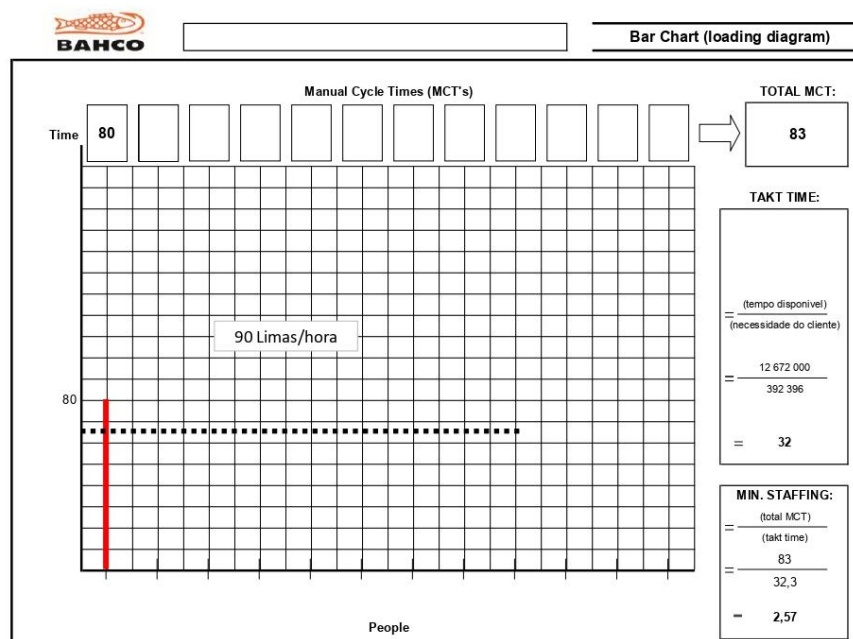 BAHCO
Bar Chart (loading diagram)
Manual Cycle Times (MCT's)
TOTAL MCT:
Time
80
83
TAKT TIME:
= (tempo disponivel)
(necessidade do cliente)
90 Limas/hora
= 12 672 000
392 396
80
= 32
MIN. STAFFING:
= (total MCT)
(takt time)
= 83
32,3
= 2,57
People